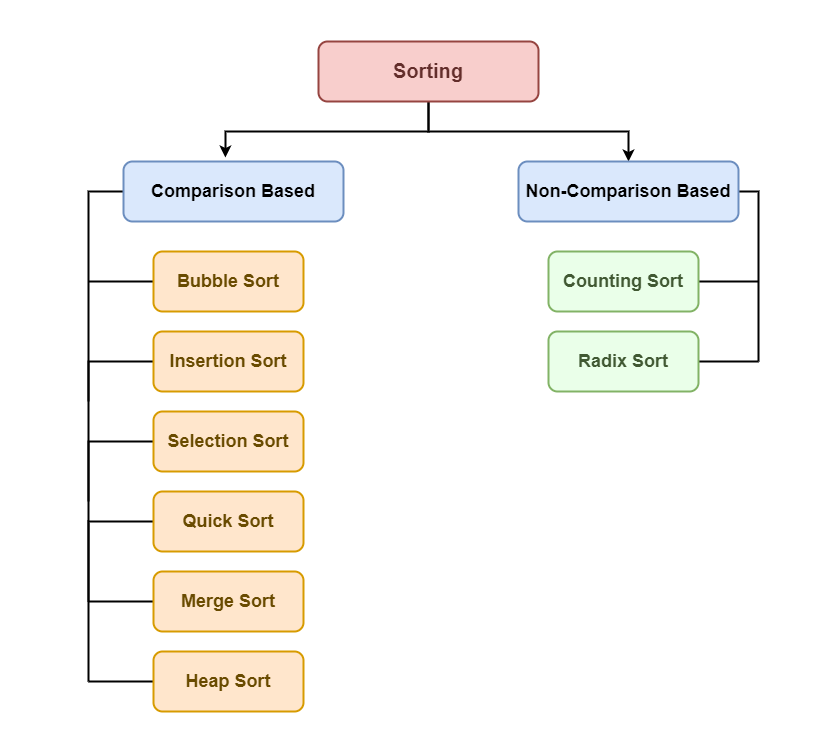 Sorting
Comparison Based
Non-Comparison Based
Bubble Sort
Counting Sort
Insertion Sort
Radix Sort
Selection Sort
Quick Sort
Merge Sort
Heap Sort